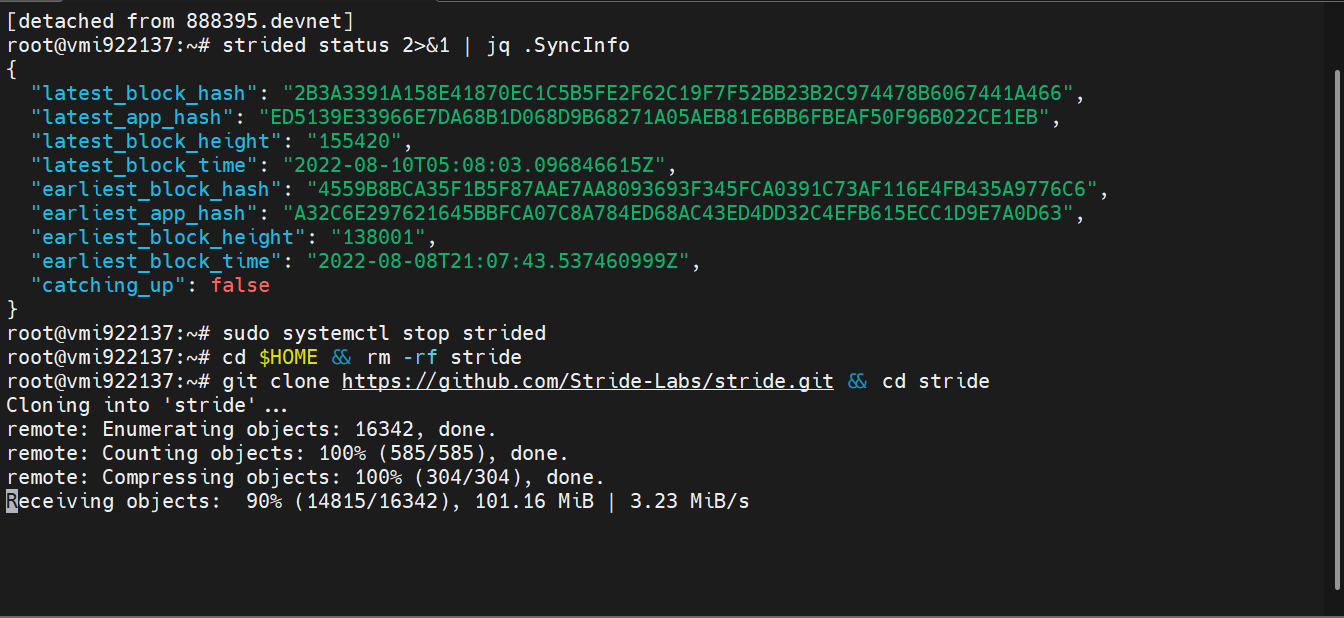 [detached from 888395.devnet]
root@vmi922137:~# strided status 2>&1 | jq .SyncInfo
{
  "latest_block_hash": "2B3A3391A158E41870EC1C5B5FE2F62C19F7F52BB23B2C974478B6067441A466",
  "latest_app_hash": "ED5139E33966E7DA68B1D068D9B68271A05AEB81E6BB6FBEAF50F96B022CE1EB",
  "latest_block_height": "155420",
  "latest_block_time": "2022-08-10T05:08:03.096846615Z",
  "earliest_block_hash": "4559B8BCA35F1B5F87AAE7AA8093693F345FCA0391C73AF116E4FB435A9776C6",
  "earliest_app_hash": "A32C6E297621645BBFCA07C8A784ED68AC43ED4DD32C4EFB615ECC1D9E7A0D63",
  "earliest_block_height": "138001",
  "earliest_block_time": "2022-08-08T21:07:43.537460999Z",
  "catching_up": false
}
root@vmi922137:~# sudo systemctl stop strided
root@vmi922137:~# cd $HOME && rm -rf stride
root@vmi922137:~# git clone https://github.com/Stride-Labs/stride.git && cd stride
Cloning into 'stride'...
remote: Enumerating objects: 16342, done.
remote: Counting objects: 100% (585/585), done.
remote: Compressing objects: 100% (304/304), done.
Receiving objects:  90% (14815/16342), 101.16 MiB | 3.23 MiB/s